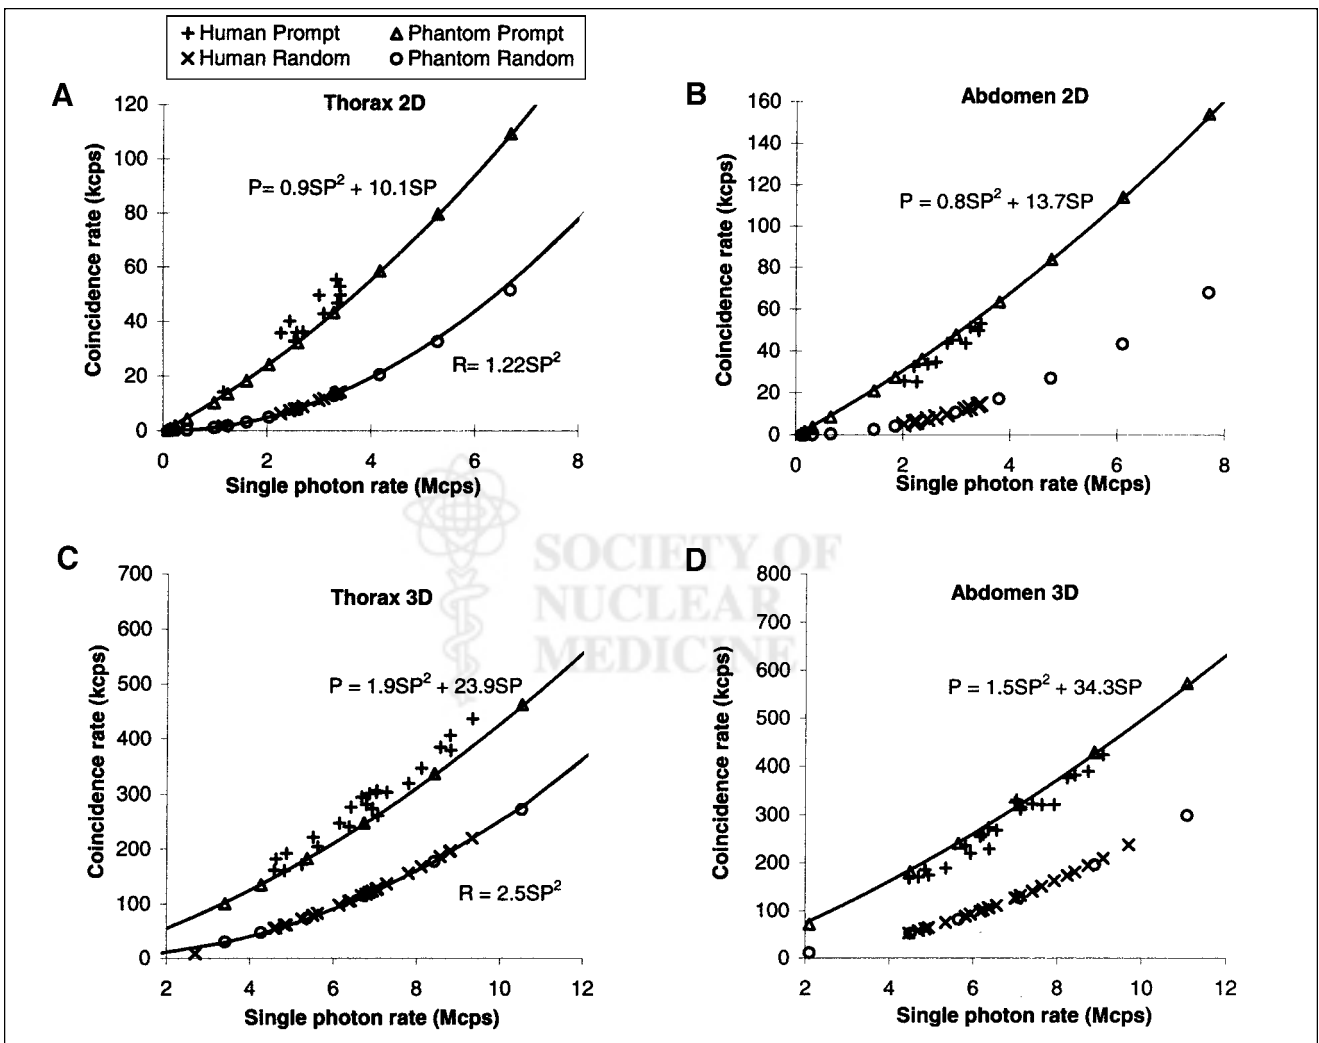 + Human Prompt △ Phantom Prompt
× Human Random ○ Phantom Random
A
Thorax 2D
120
100
80
60
40
20
0
P= 0.9SP² + 10.1SP
R= 1.22SP²
0 2 4 6 8
Coincidence rate (kcps)
Single photon rate (Mcps)
B
Abdomen 2D
160
140
120
100
80
60
40
20
0
P = 0.8SP² + 13.7SP
0 2 4 6 8
Coincidence rate (kcps)
Single photon rate (Mcps)
SOCIETY OF
NUCLEAR
MEDICINE
C
Thorax 3D
700
600
500
400
300
200
100
0
P = 1.9SP² + 23.9SP
R = 2.5SP²
2 4 6 8 10 12
Coincidence rate (kcps)
Single photon rate (Mcps)
D
Abdomen 3D
800
700
600
500
400
300
200
100
0
P = 1.5SP² + 34.3SP
2 4 6 8 10 12
Coincidence rate (kcps)
Single photon rate (Mcps)